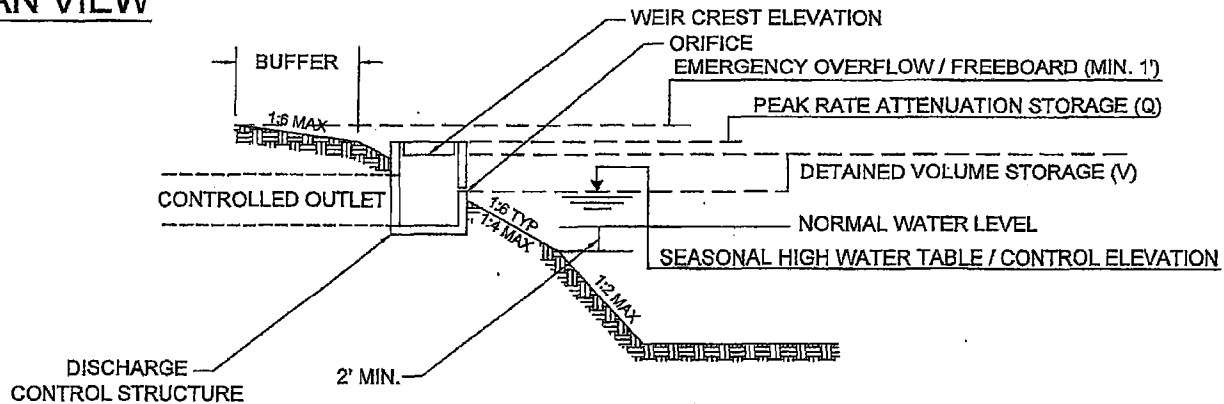 AN VIEW
WEIR CREST ELEVATION
ORIFICE
BUFFER
EMERGENCY OVERFLOW / FREEBOARD (MIN. 1')
PEAK RATE ATTENUATION STORAGE (Q)
1:6 MAX
DETAINED VOLUME STORAGE (V)
CONTROLLED OUTLET
1:6 TYP
1:4 MAX
NORMAL WATER LEVEL
SEASONAL HIGH WATER TABLE / CONTROL ELEVATION
1:2 MAX
DISCHARGE
CONTROL STRUCTURE
2' MIN.